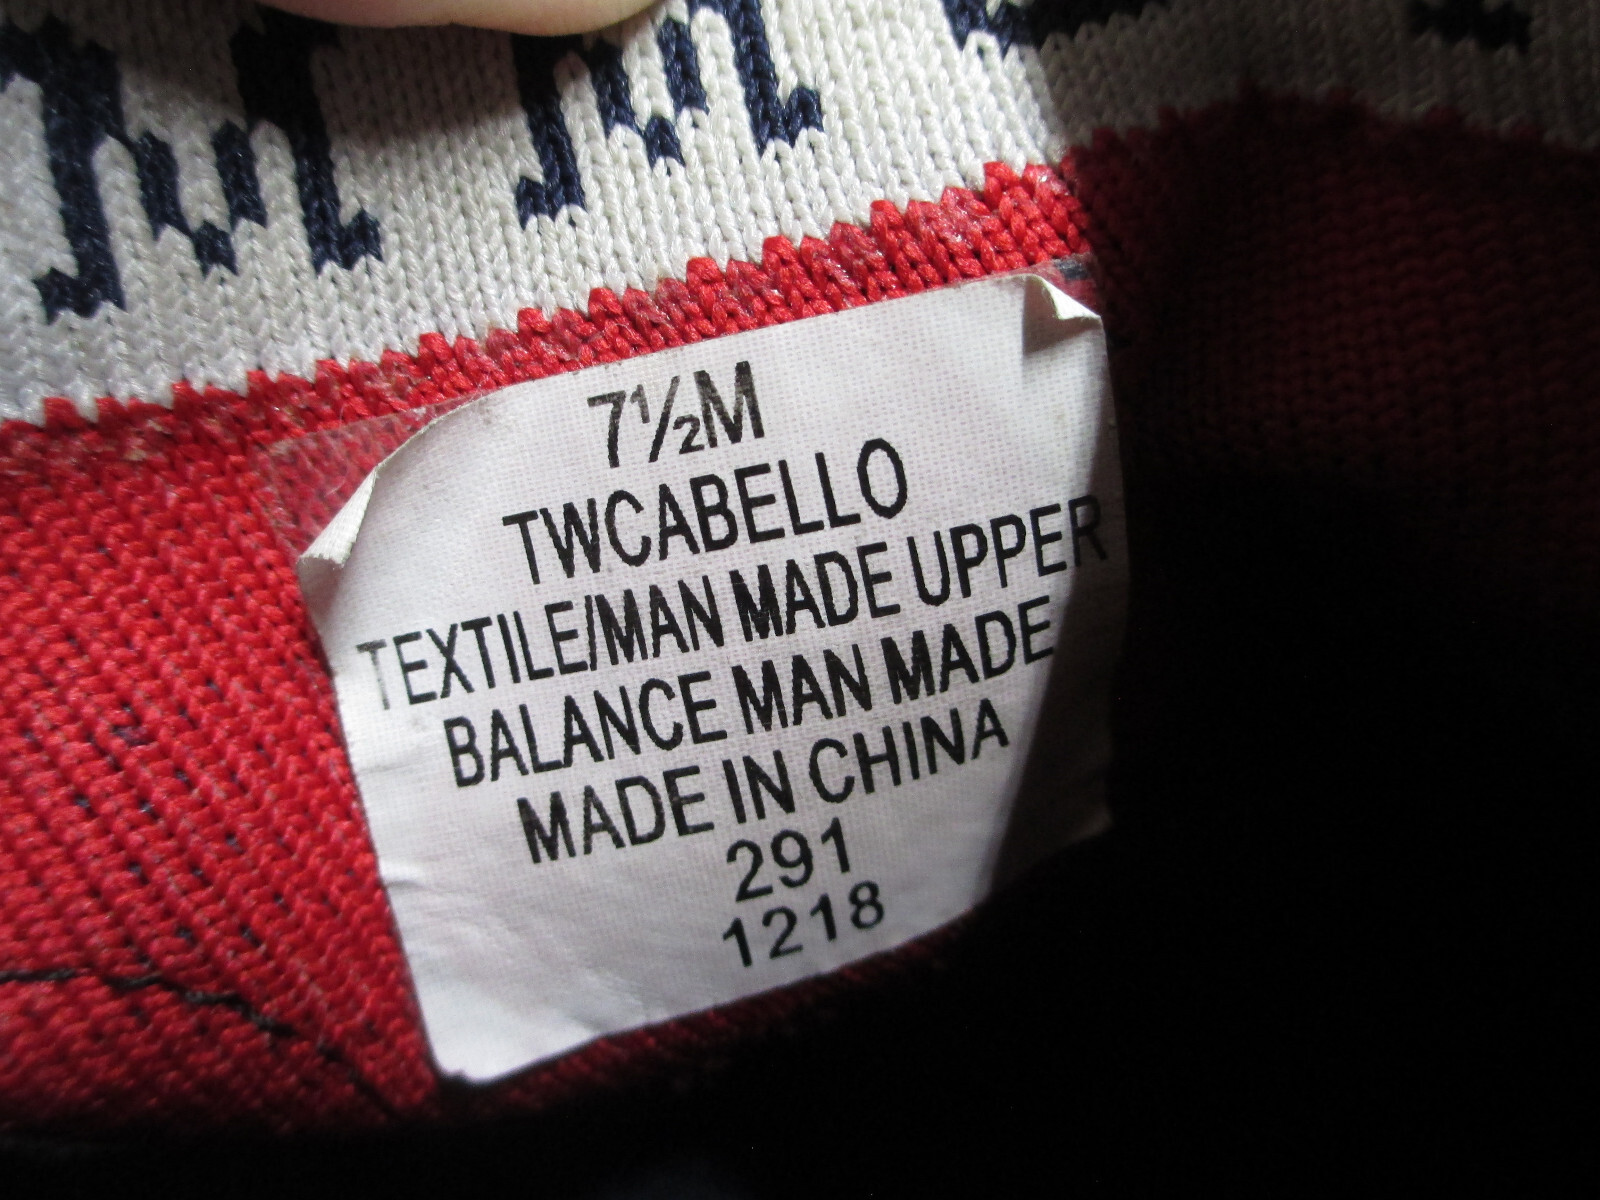 7½M
TWCABELLO
TEXTILE/MAN MADE UPPER
BALANCE MAN MADE
MADE IN CHINA
291
1218